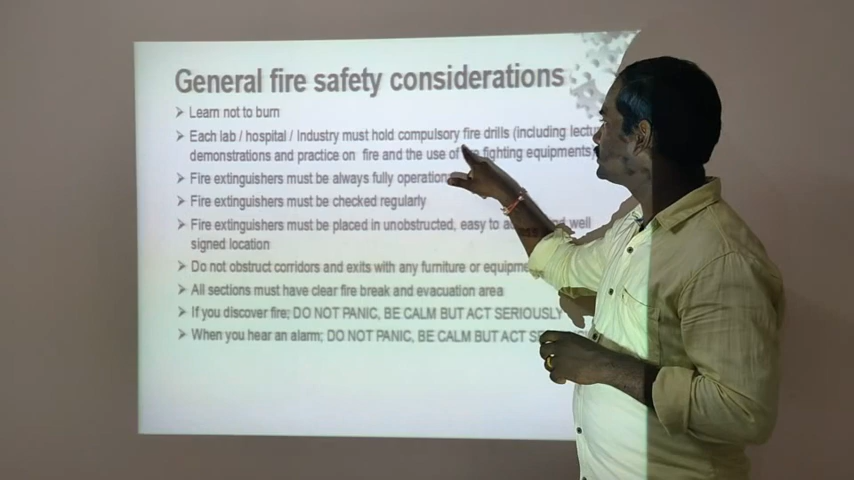 General fire safety considerations
➢ Learn not to burn
➢ Each lab / hospital / Industry must hold compulsory fire drills (including
demonstrations and practice on fire and the use of fighting equipments
➢ Fire extinguishers must be always fully
➢ Fire extinguishers must be checked regularly
➢ Fire extinguishers must be placed in unobstructed, easy to well
signed location
➢ Do not obstruct corridors and exits with any furniture or
➢ All sections must have clear fire break and evacuation area
➢ If you discover fire; DO NOT PANIC, BE CALM BUT ACT SERIOUSLY
➢ When you hear an alarm; DO NOT PANIC, BE CALM BUT ACT